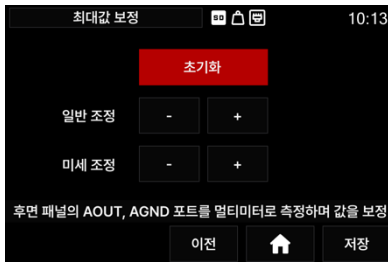 최대값 보정 SD 10:13
초기화
일반 조정 - +
미세 조정 - +
후면 패널의 AOUT, AGND 포트를 멀티미터로 측정하며 값을 보정
이전 저장